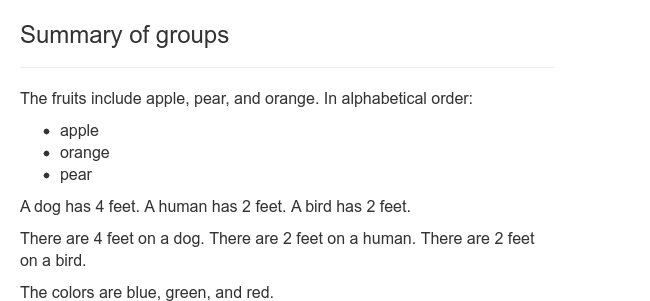 Summary of groups
The fruits include apple, pear, and orange. In alphabetical order:
• apple
• orange
• pear
A dog has 4 feet. A human has 2 feet. A bird has 2 feet.
There are 4 feet on a dog. There are 2 feet on a human. There are 2 feet
on a bird.
The colors are blue, green, and red.